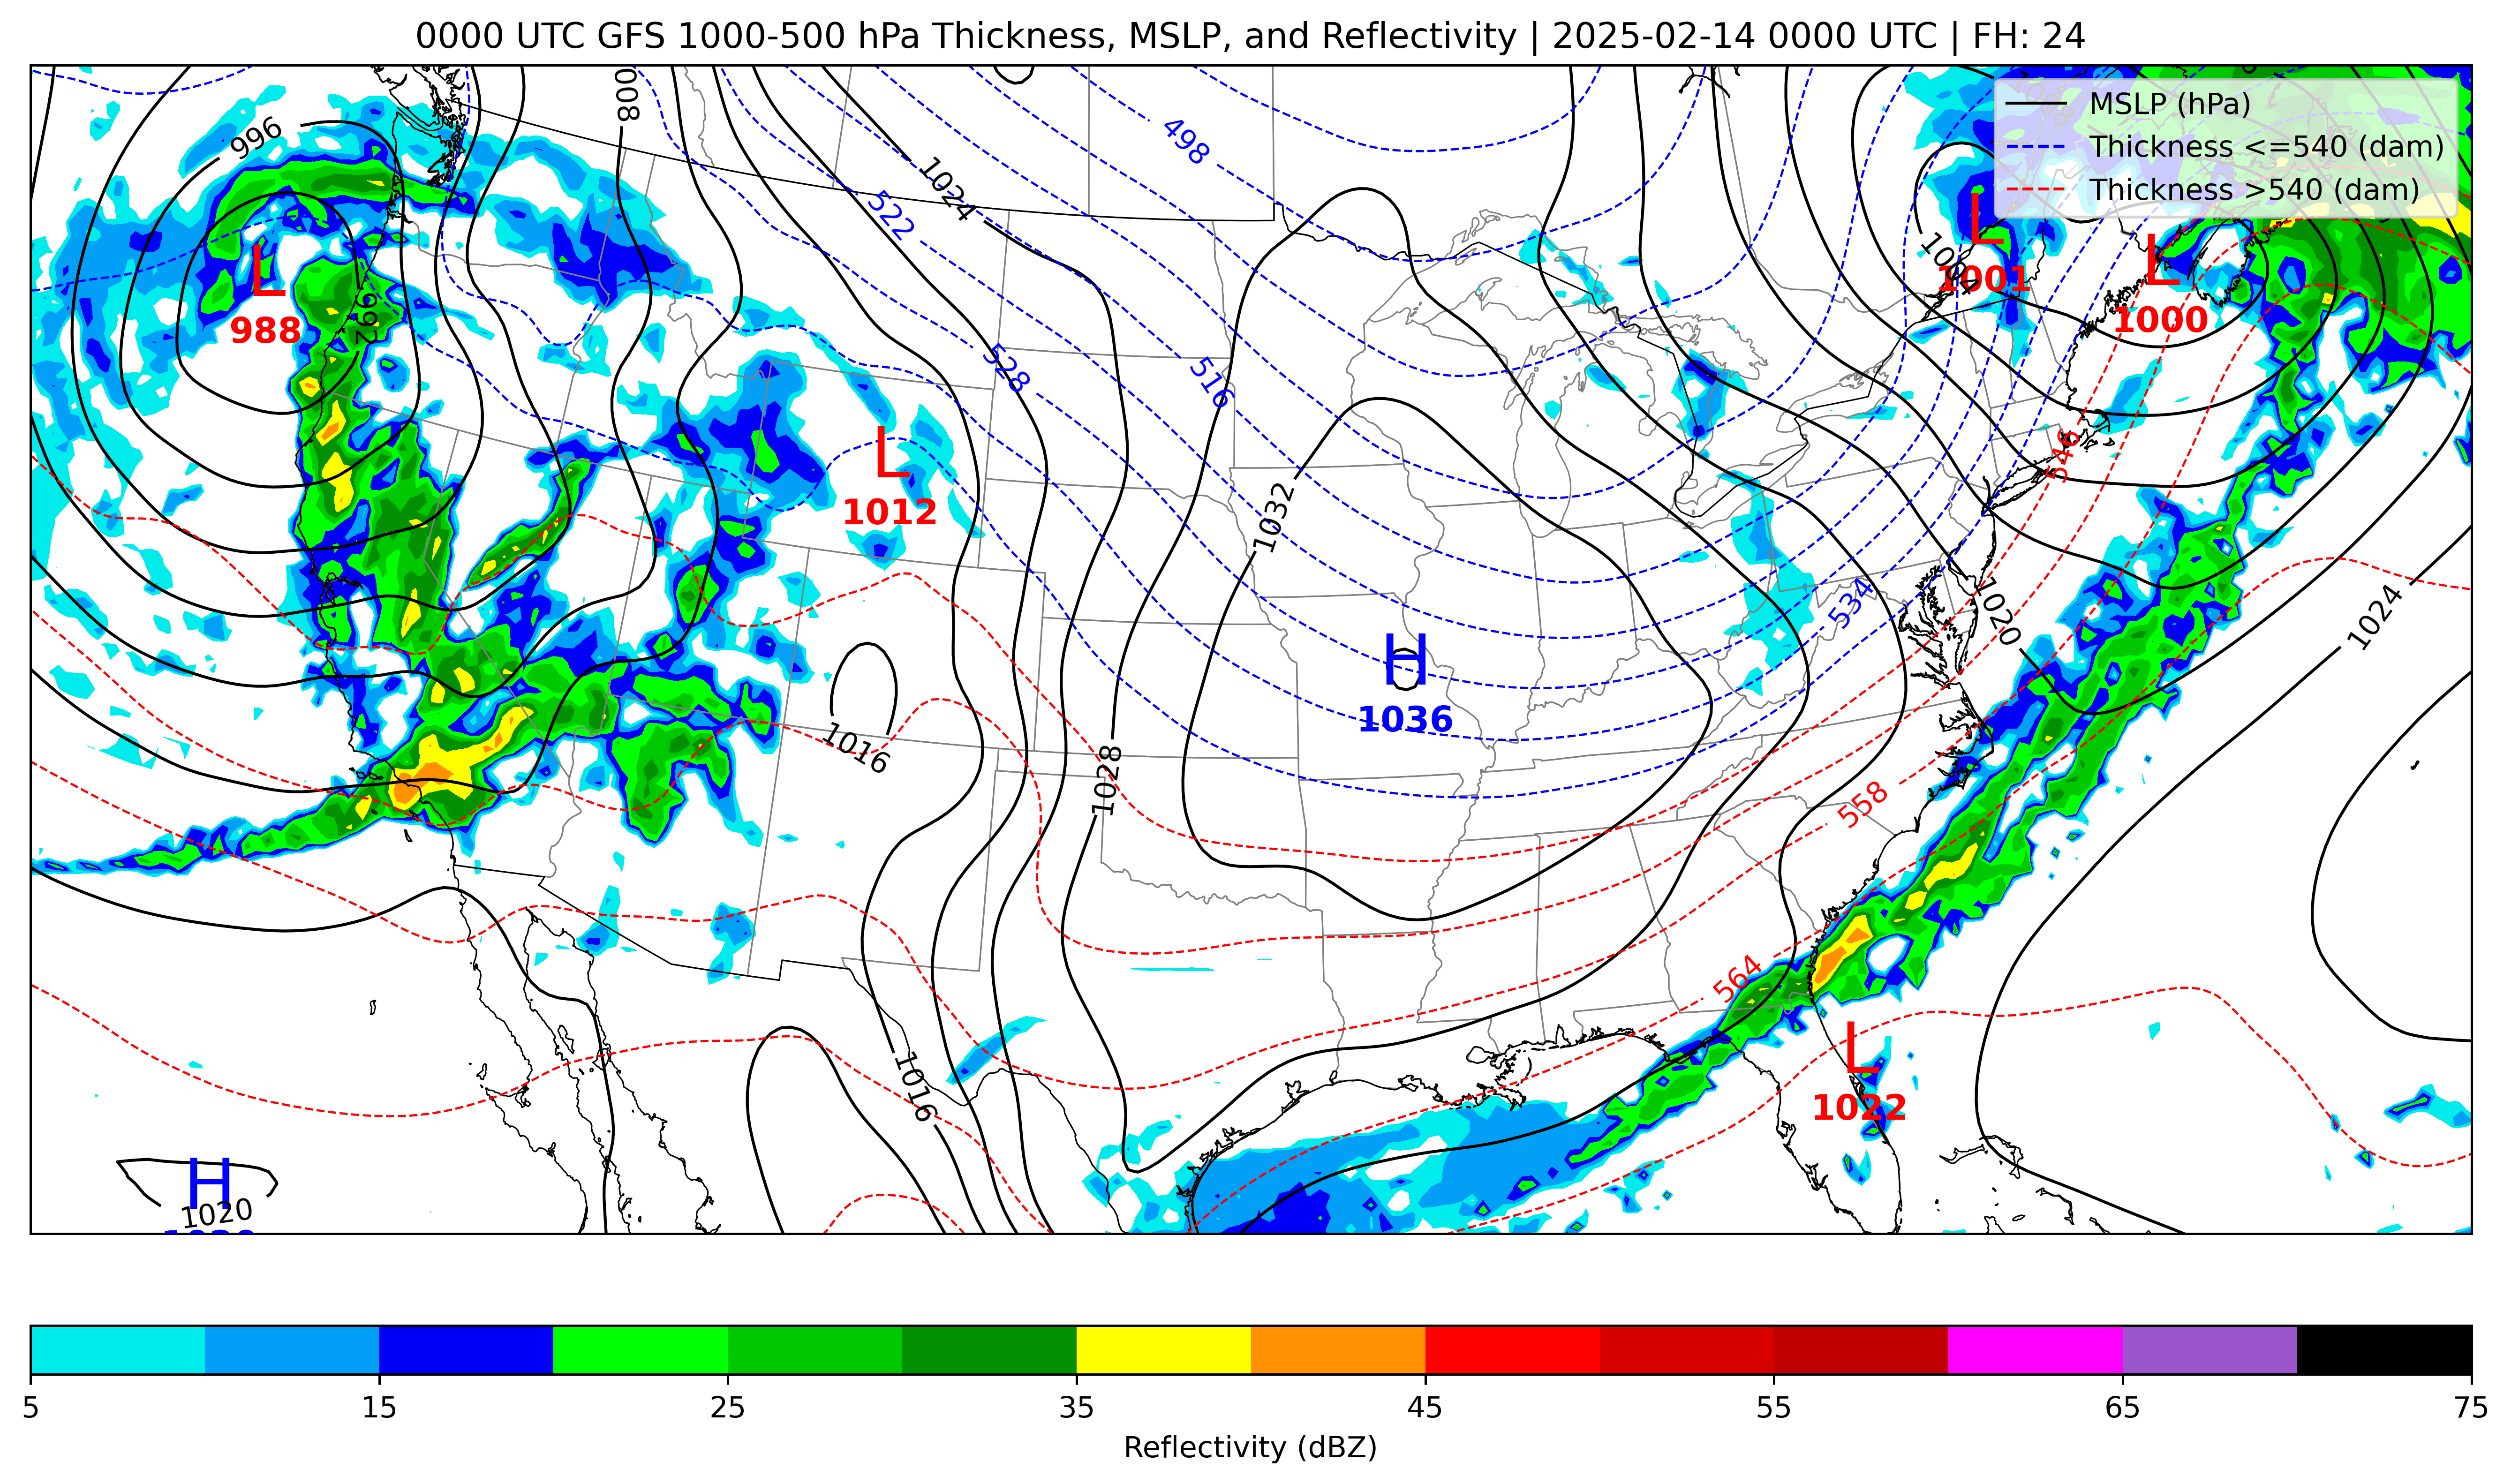 0000 UTC GFS 1000-500 hPa Thickness, MSLP, and Reflectivity | 2025-02-14 0000 UTC | FH: 24
MSLP (hPa)
Thickness <=540 (dam)
Thickness >540 (dam)
1008
996
498
1024
522
L
1001
1004
L
1000
L
988
992
528
516
L
1012
546
1032
534
1020
1024
H
1036
1016
1028
558
564
L
1022
1016
H
1020
5 15 25 35 45 55 65 75
Reflectivity (dBZ)